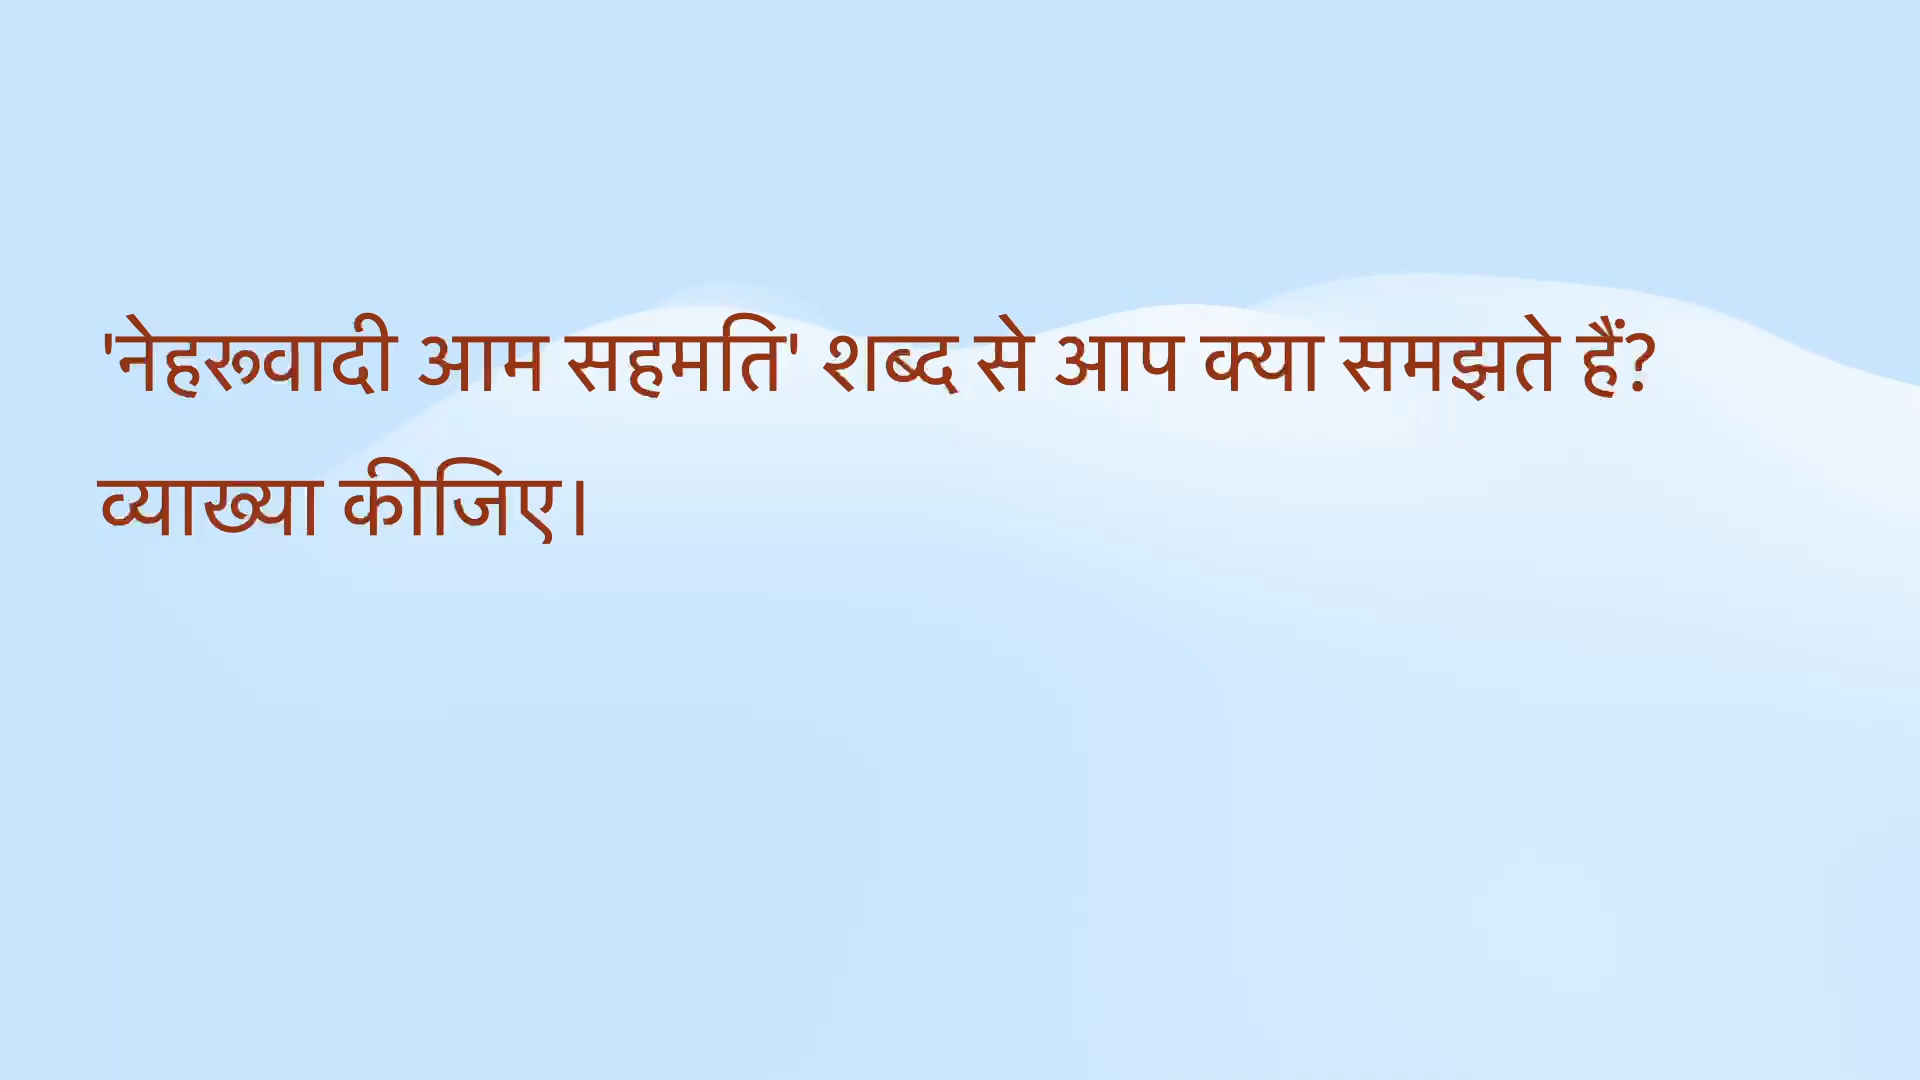 'नेहरूवादी आम सहमति' शब्द से आप क्या समझते हैं?
व्याख्या कीजिए।